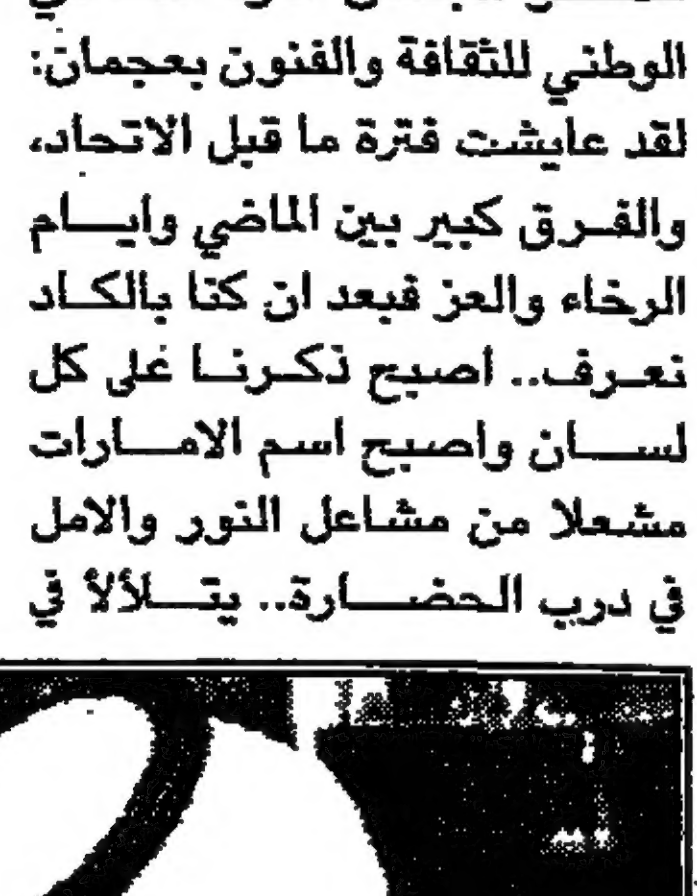 الوطني للثقافة والفنون بعجمان:
لقد عايشت فترة ما قبل الاتحاد،
والفرق كبير بين الماضي وايام
الرخاء والعز فبعد ان كنا بالكاد
نعرف.. اصبح ذكرنا على كل
لسان واصبح اسم الامارات
مشعلا من مشاعل النور والامل
في درب الحضارة.. يتلألأ في